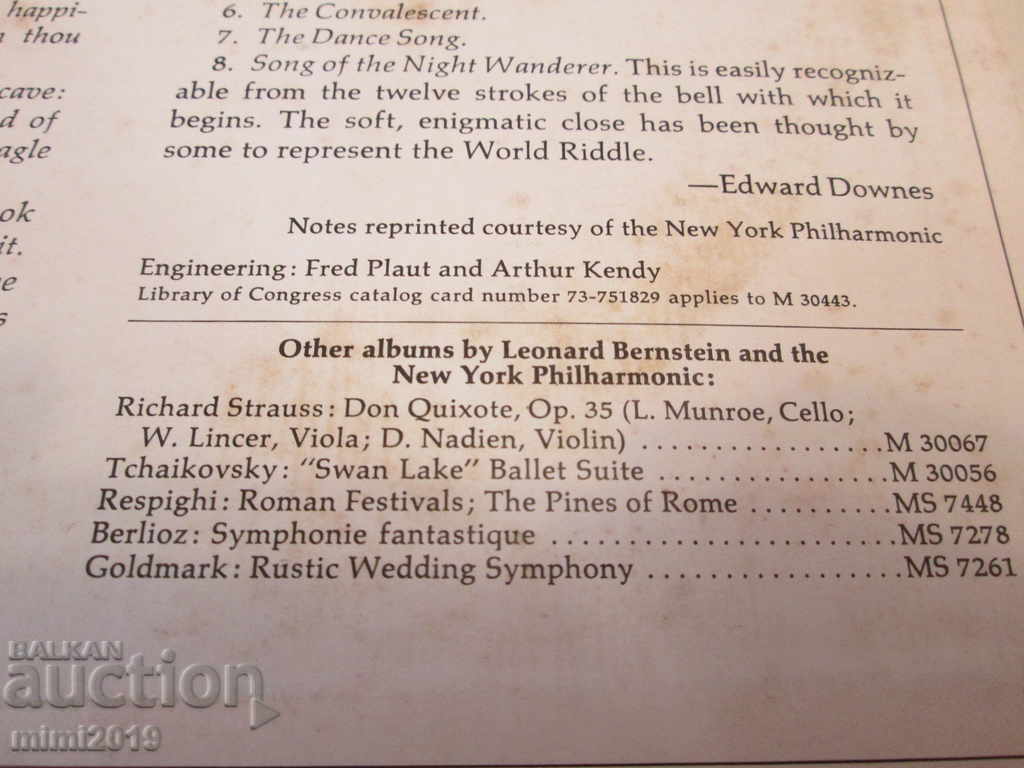 happi-
thou
cave:
d of
agle
ok
it.
e
s
6. The Convalescent.
7. The Dance Song.
8. Song of the Night Wanderer. This is easily recogniz-
able from the twelve strokes of the bell with which it
begins. The soft, enigmatic close has been thought by
some to represent the World Riddle.
—Edward Downes
Notes reprinted courtesy of the New York Philharmonic
Engineering: Fred Plaut and Arthur Kendy
Library of Congress catalog card number 73-751829 applies to M 30443.
Other albums by Leonard Bernstein and the
New York Philharmonic:
Richard Strauss: Don Quixote, Op. 35 (L. Munroe, Cello;
W. Lincer, Viola; D. Nadien, Violin) ................M 30067
Tchaikovsky: "Swan Lake" Ballet Suite ................M 30056
Respighi: Roman Festivals; The Pines of Rome ..........MS 7448
Berlioz: Symphonie fantastique ........................MS 7278
Goldmark: Rustic Wedding Symphony ..................MS 7261
BALKAN
auction
mimi2019